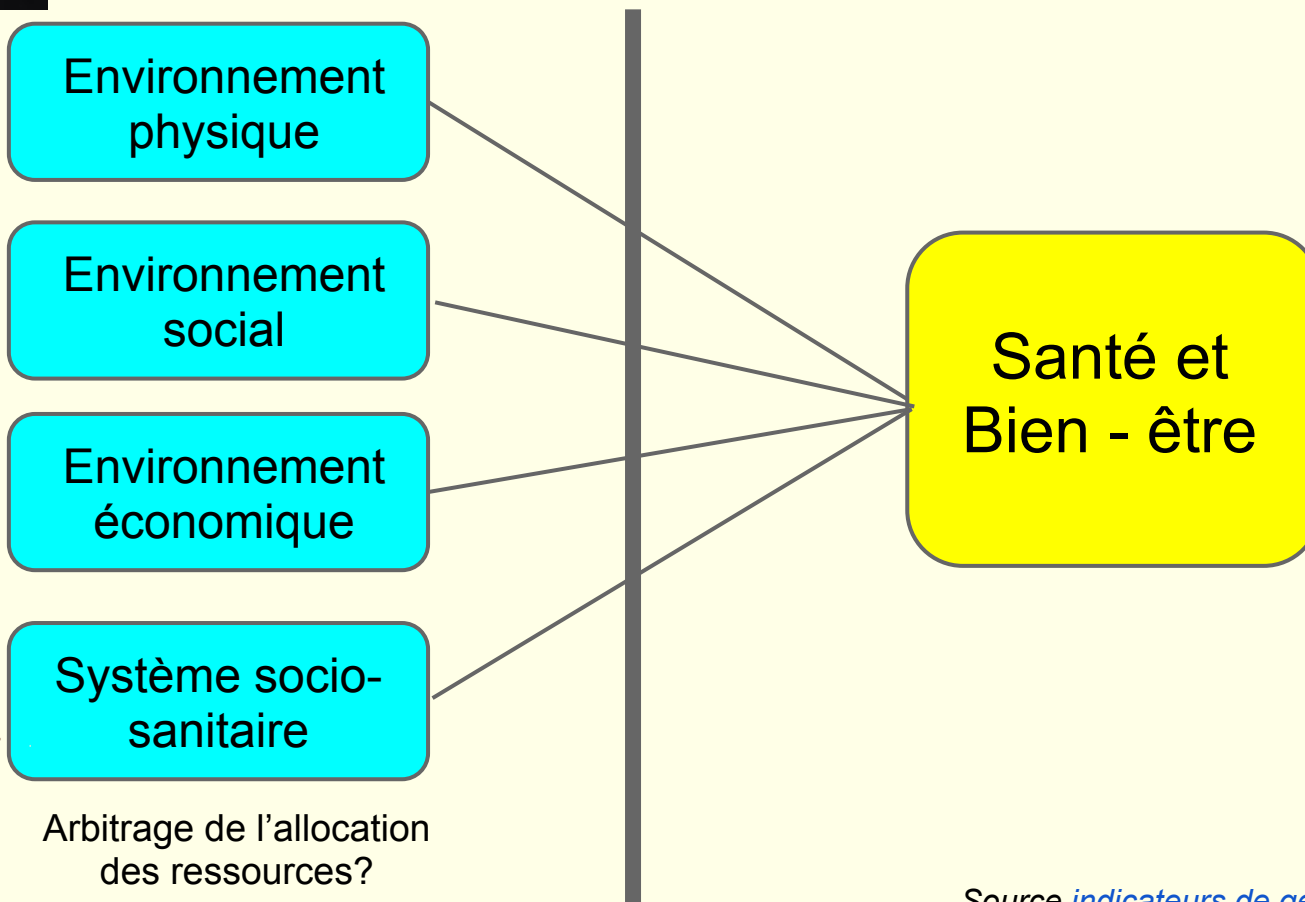 Environnement
physique
Environnement
social
Environnement
économique
Système socio-
sanitaire
Arbitrage de l’allocation
des ressources?
Santé et
Bien - être
Source indicateurs de